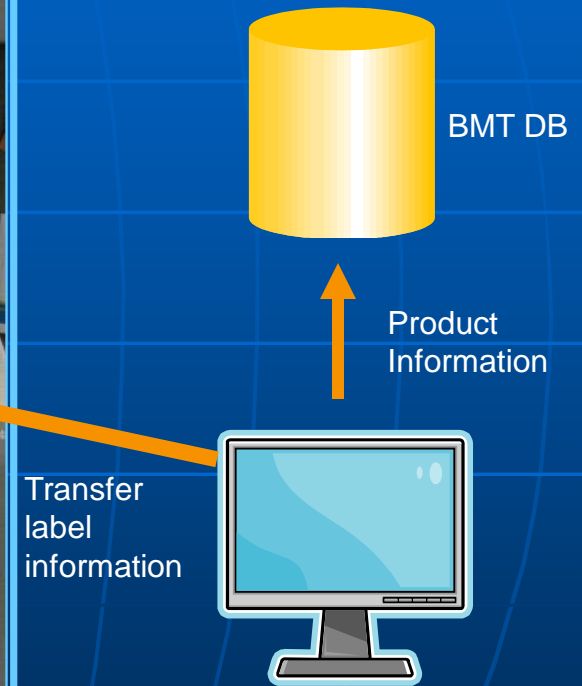 BMT DB
Product
Information
Transfer
label
information